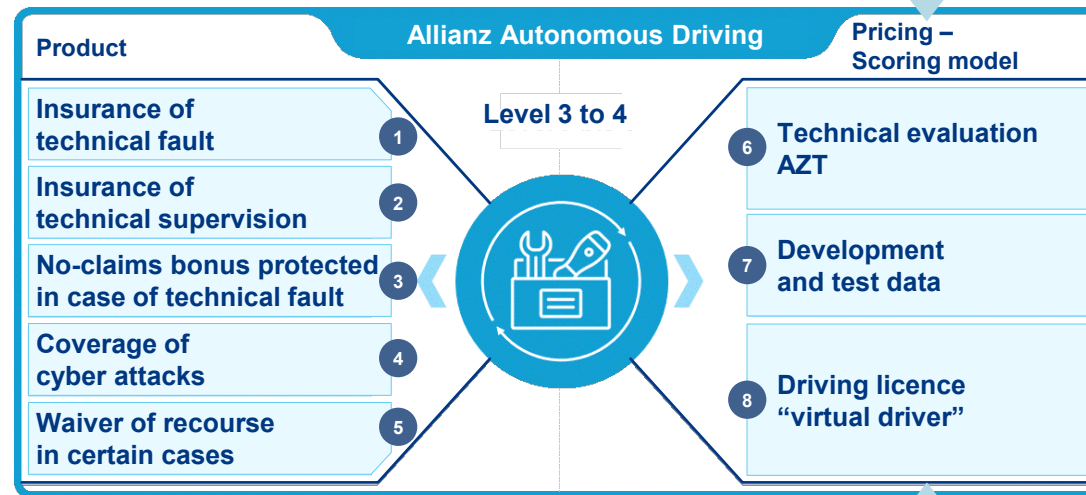 Allianz Autonomous Driving
Product
Pricing –
Scoring model
Level 3 to 4
Insurance of
technical fault
1
Insurance of
technical supervision
2
No-claims bonus protected
in case of technical fault
3
Coverage of
cyber attacks
4
Waiver of recourse
in certain cases
5
6
Technical evaluation
AZT
7
Development
and test data
8
Driving licence
“virtual driver”